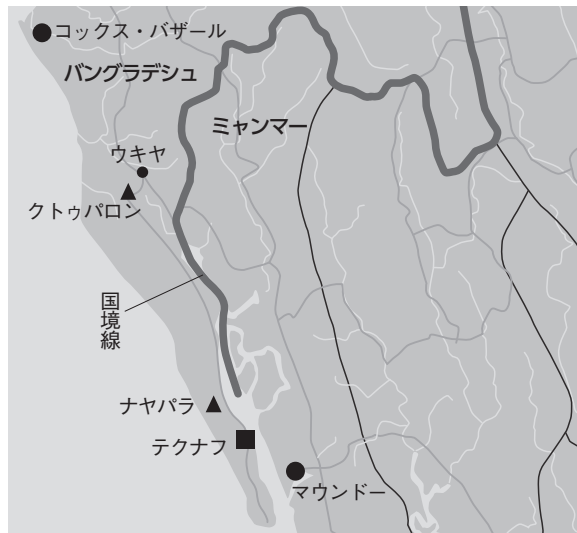 コックス・バザール
バングラデシュ
ミャンマー
ウキヤ
クトゥパロン
国境線
ナヤパラ
テクナフ
マウンドー